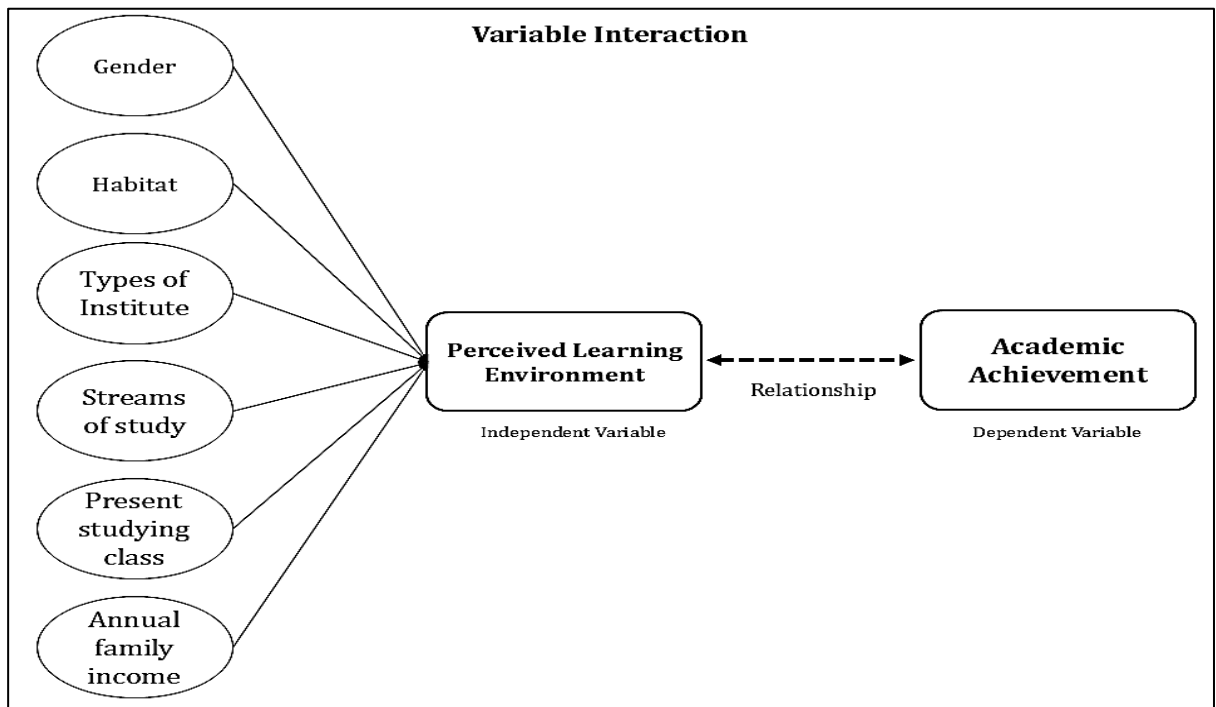 Variable Interaction
Gender
Habitat
Types of
Institute
Streams
of study
Present
studying
class
Annual
family
income
Perceived Learning
Environment
Independent Variable
Relationship
Academic
Achievement
Dependent Variable